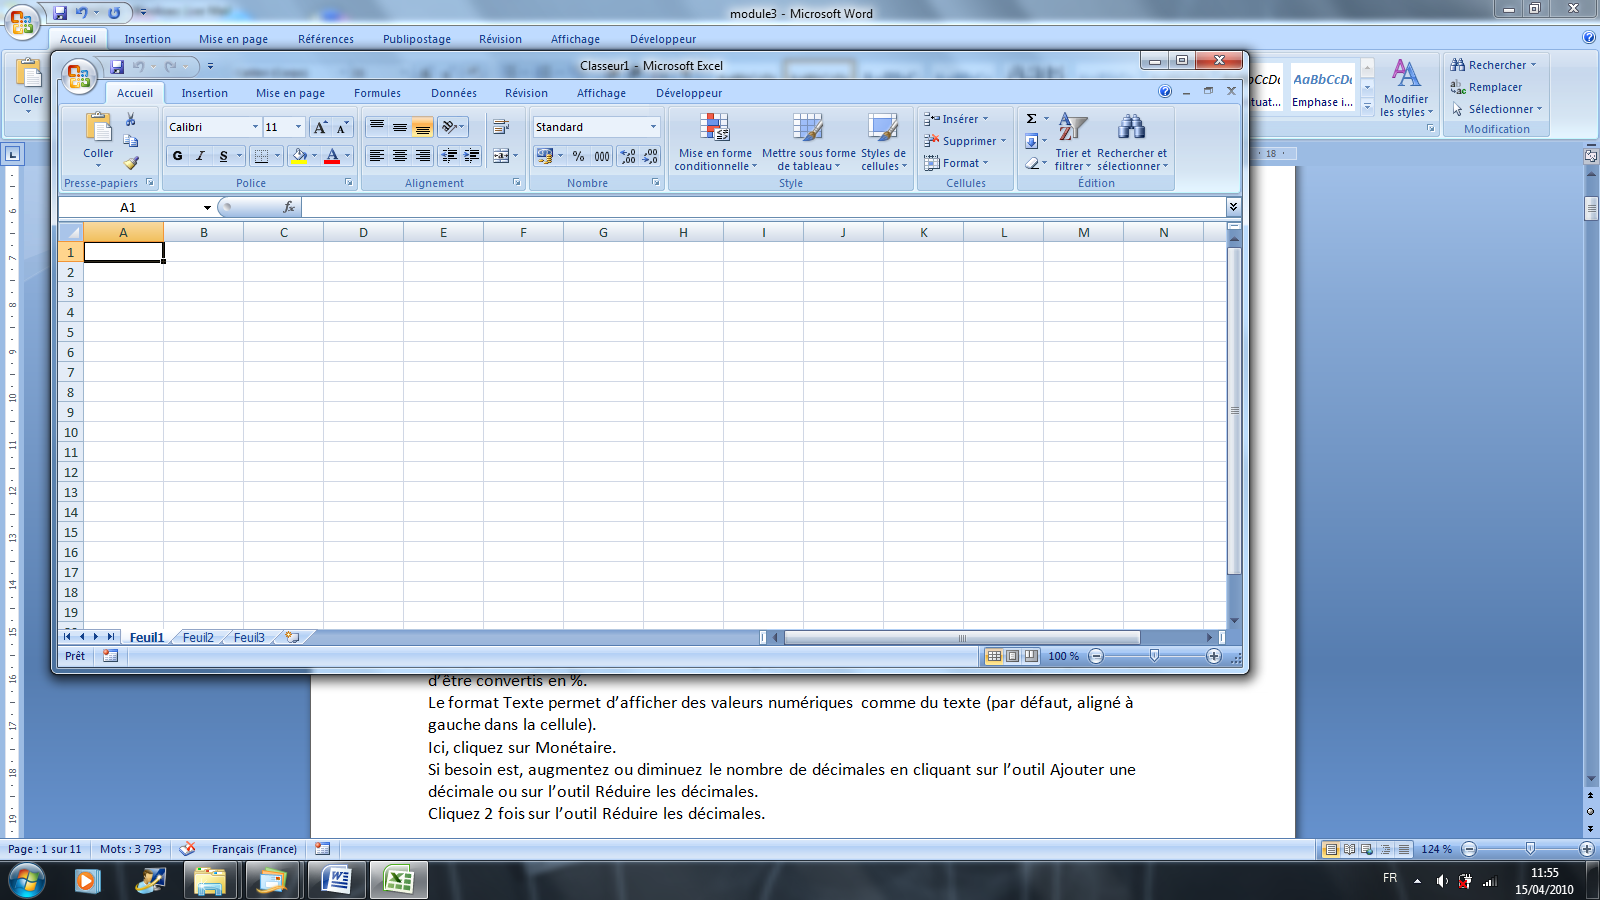 module3 - Microsoft Word
Accueil Insertion Mise en page Références Publipostage Révision Affichage Développeur
Coller
Tuat... Emphase i...
AaBbCcDc
Modifier les styles
Rechercher
Remplacer
Sélectionner
Modification
Classeur1 - Microsoft Excel
Accueil Insertion Mise en page Formules Données Révision Affichage Développeur
Coller
Presse-papiers
Calibri 11
G I S
Police
Alignement
Standard
% 000
Nombre
Mise en forme conditionnelle
Mettre sous forme de tableau
Styles de cellules
Style
Insérer
Supprimer
Format
Cellules
Σ
Trier et filtrer
Rechercher et sélectionner
Édition
A1
fx
A B C D E F G H I J K L M N
1
2
3
4
5
6
7
8
9
10
11
12
13
14
15
16
17
18
19
Feuil1 Feuil2 Feuil3
Prêt
100 %
d’être convertis en %.
Le format Texte permet d’afficher des valeurs numériques comme du texte (par défaut, aligné à
gauche dans la cellule).
Ici, cliquez sur Monétaire.
Si besoin est, augmentez ou diminuez le nombre de décimales en cliquant sur l’outil Ajouter une
décimale ou sur l’outil Réduire les décimales.
Cliquez 2 fois sur l’outil Réduire les décimales.
Page : 1 sur 11 Mots : 3 793 Français (France)
124 %
FR
11:55
15/04/2010